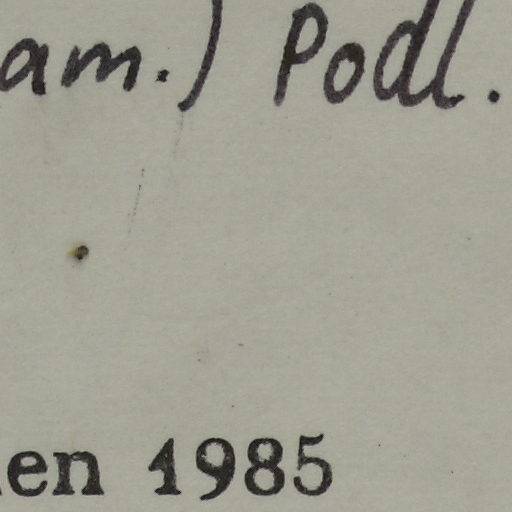 am.) Podl.
en 1985